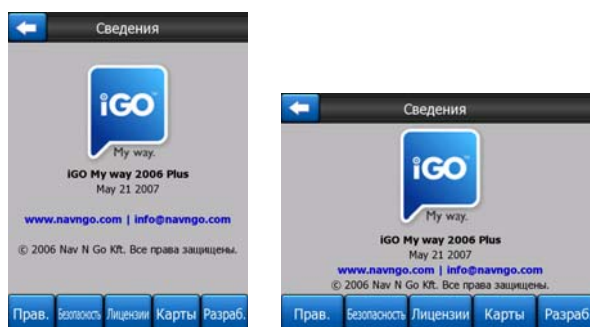 Сведения
iGO
My way.
iGO My way 2006 Plus
May 21 2007
www.navngo.com | info@navngo.com
© 2006 Nav N Go Kft. Все права защищены.
Прав. Безопасность Лицензии Карты Разраб.
Сведения
iGO
My way.
iGO My way 2006 Plus
May 21 2007
www.navngo.com | info@navngo.com
© 2006 Nav N Go Kft. Все права защищены.
Прав. Безопасность Лицензии Карты Разраб